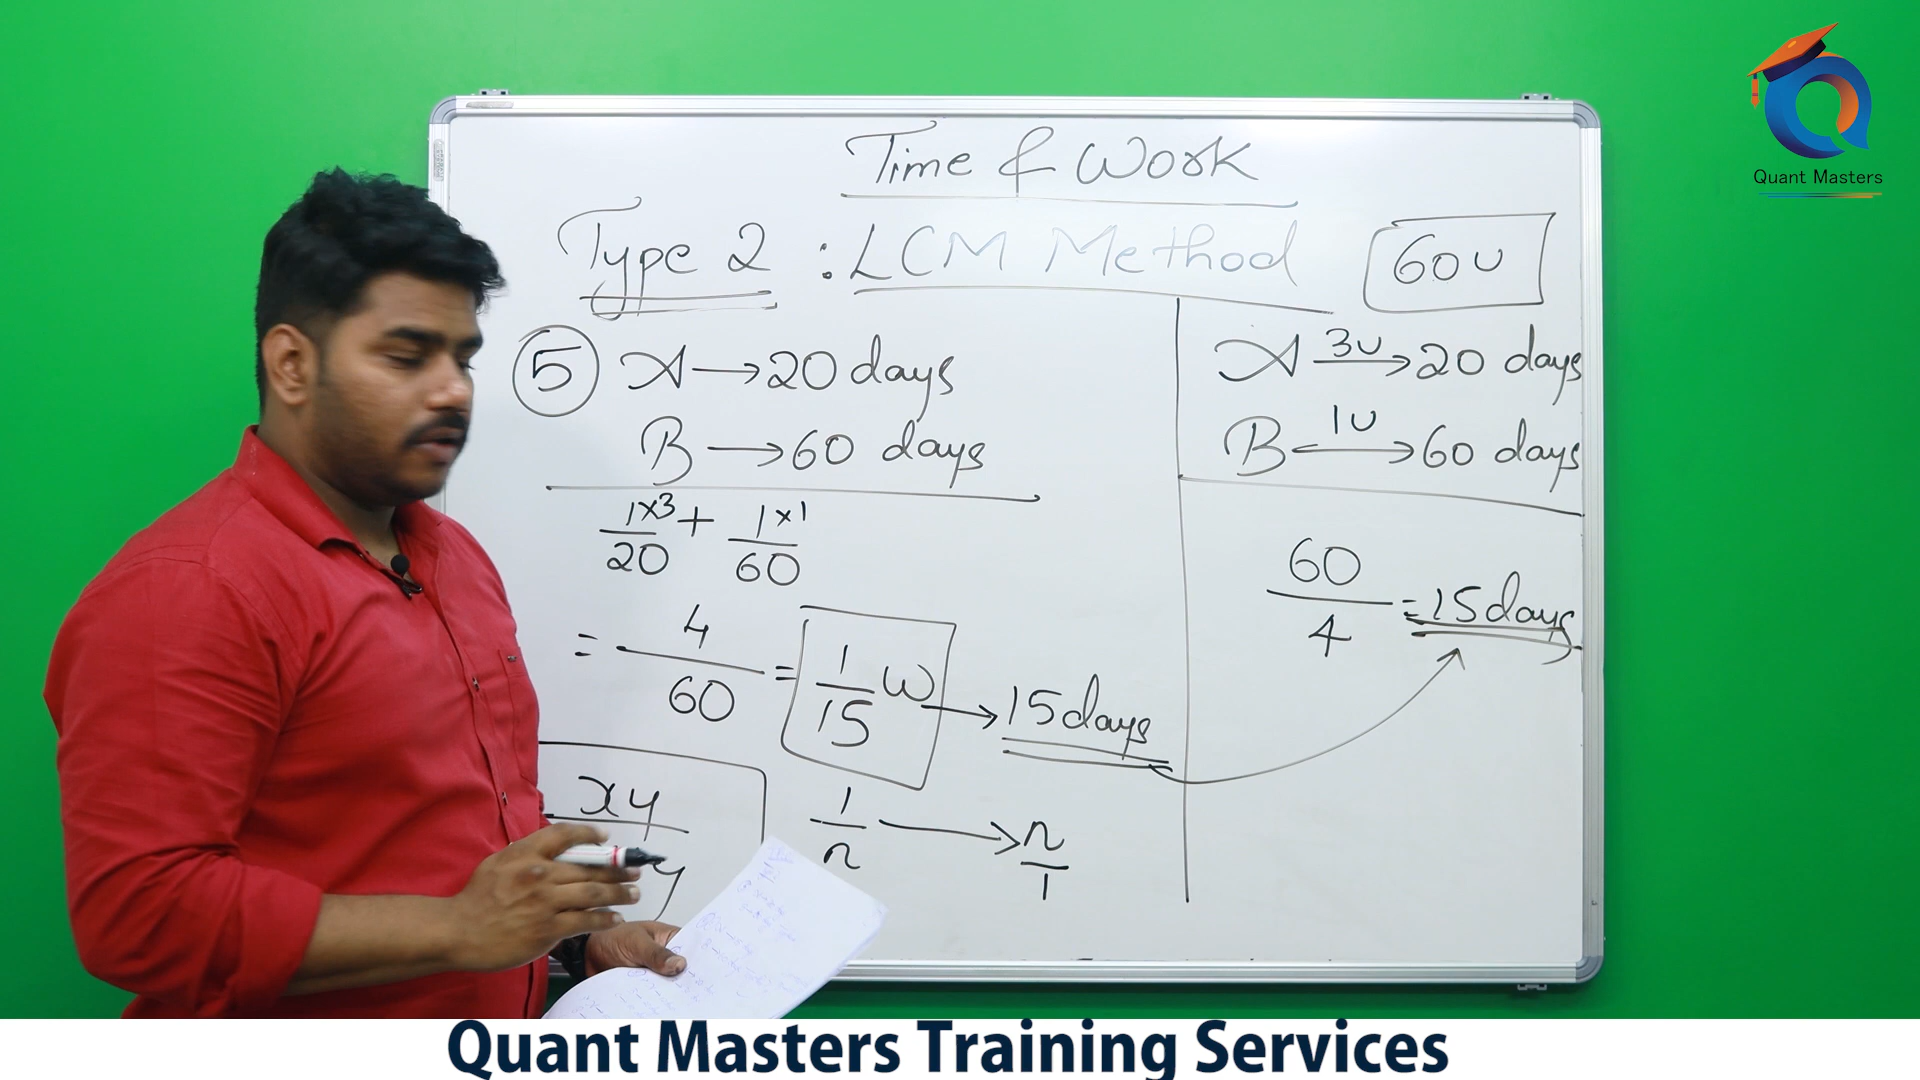 Quant Masters
Time & Work
Type 2 : LCM Method
60U
5 A → 20 days
B → 60 days
1×3/20 + 1×1/60
= 4/60 = 1/15 W → 15 days
xy
y
1/n → n/1
A 3U → 20 days
B 1U → 60 days
60/4 = 15 days
Quant Masters Training Services